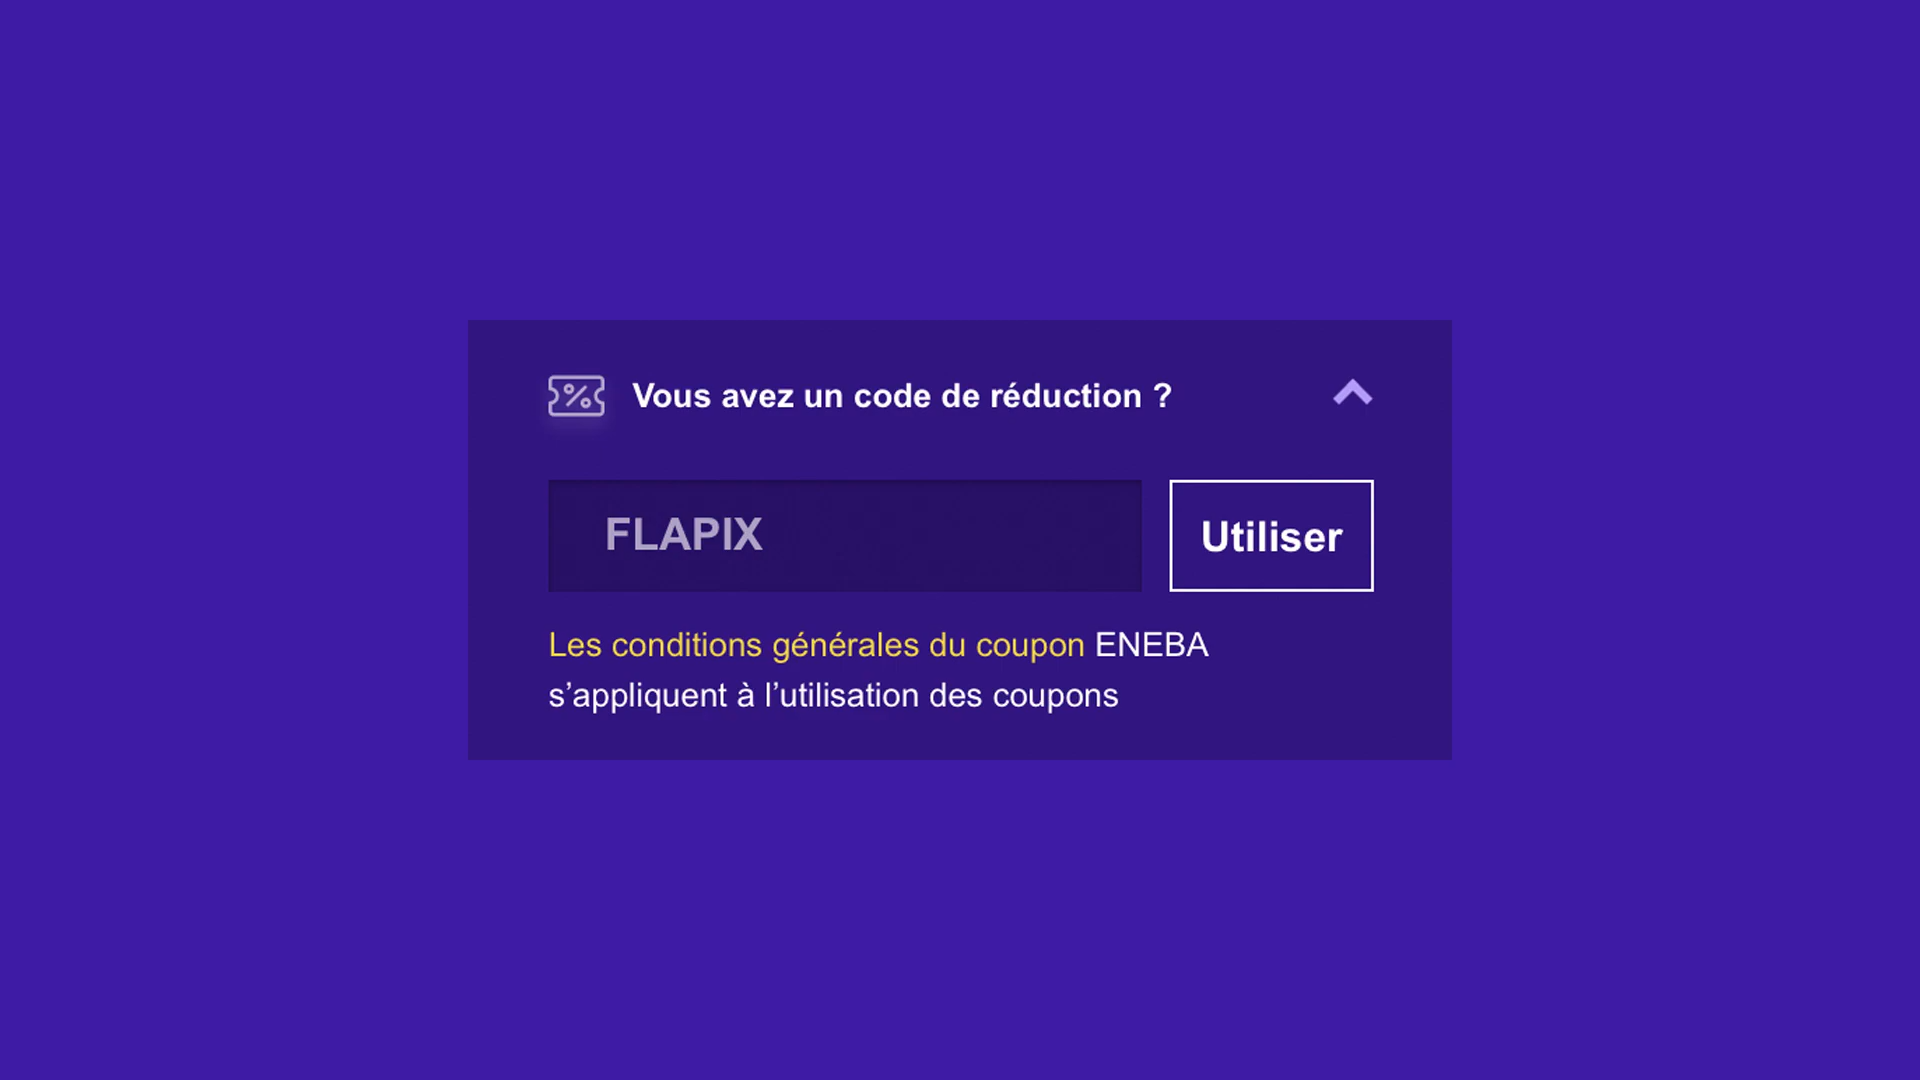 Vous avez un code de réduction ?
FLAPIX
Utiliser
Les conditions générales du coupon ENEBA
s’appliquent à l’utilisation des coupons